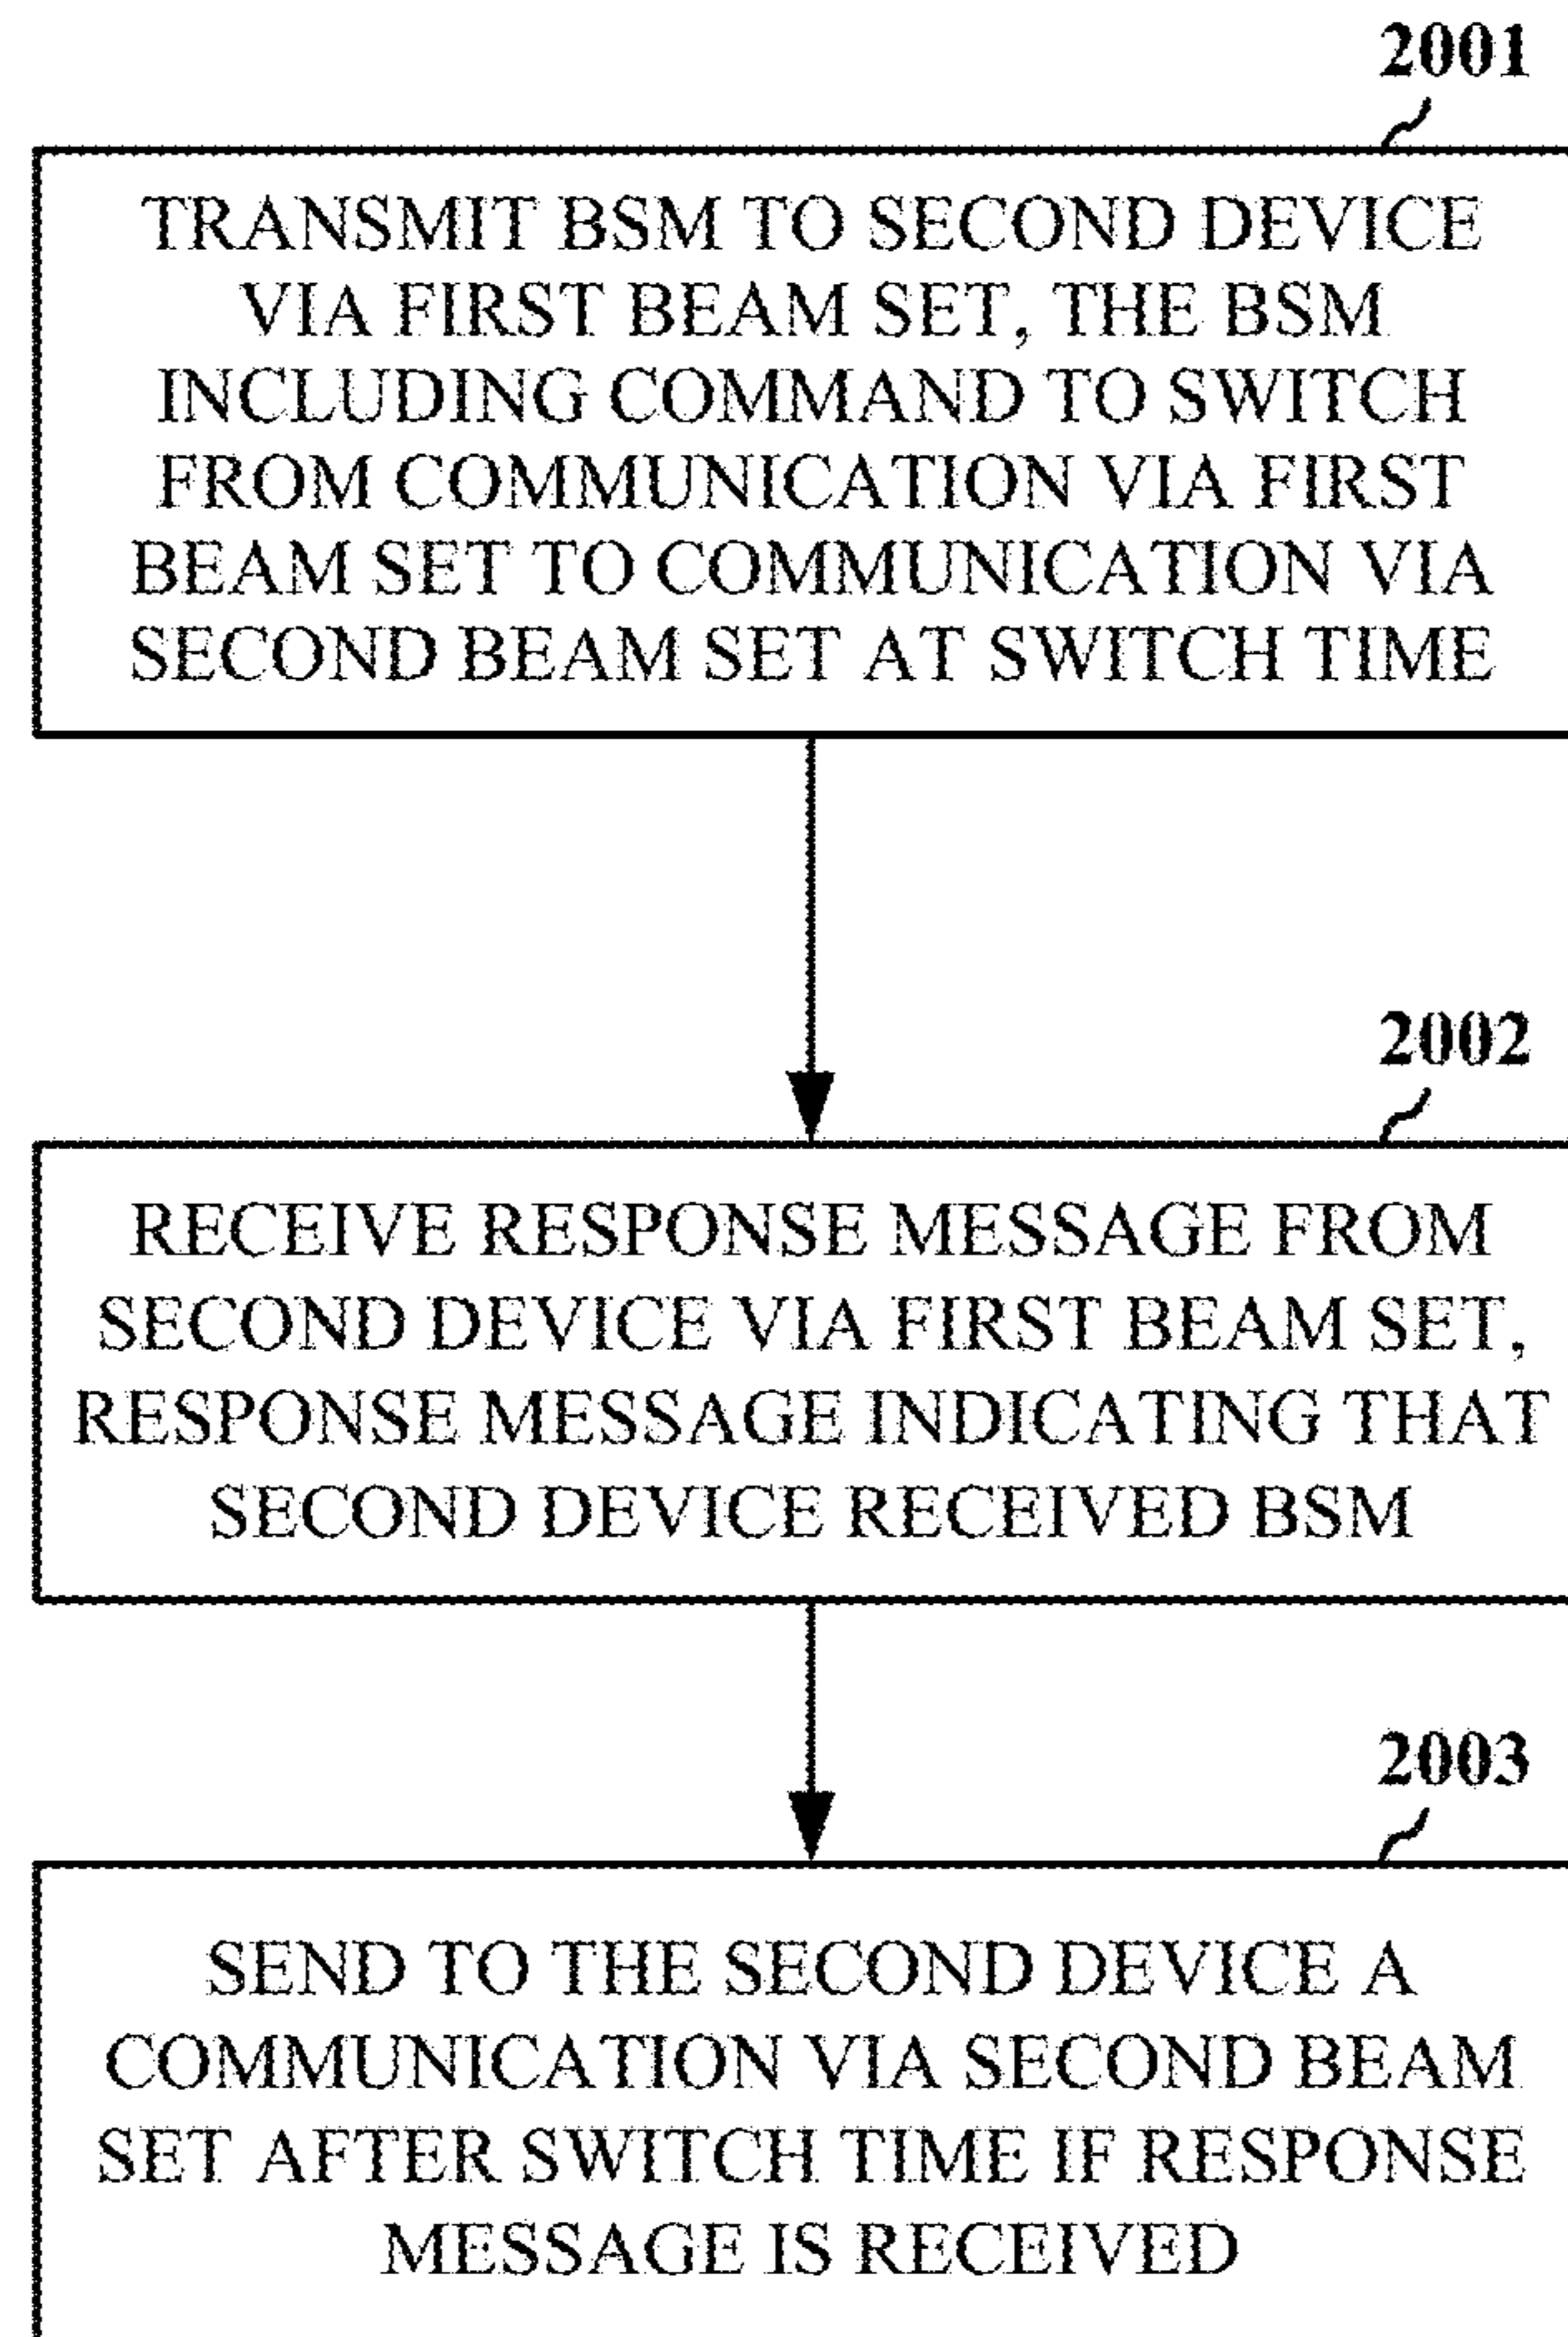 2001
TRANSMIT BSM TO SECOND DEVICE
VIA FIRST BEAM SET, THE BSM
INCLUDING COMMAND TO SWITCH
FROM COMMUNICATION VIA FIRST
BEAM SET TO COMMUNICATION VIA
SECOND BEAM SET AT SWITCH TIME
2002
RECEIVE RESPONSE MESSAGE FROM
SECOND DEVICE VIA FIRST BEAM SET,
RESPONSE MESSAGE INDICATING THAT
SECOND DEVICE RECEIVED BSM
2003
SEND TO THE SECOND DEVICE A
COMMUNICATION VIA SECOND BEAM
SET AFTER SWITCH TIME IF RESPONSE
MESSAGE IS RECEIVED